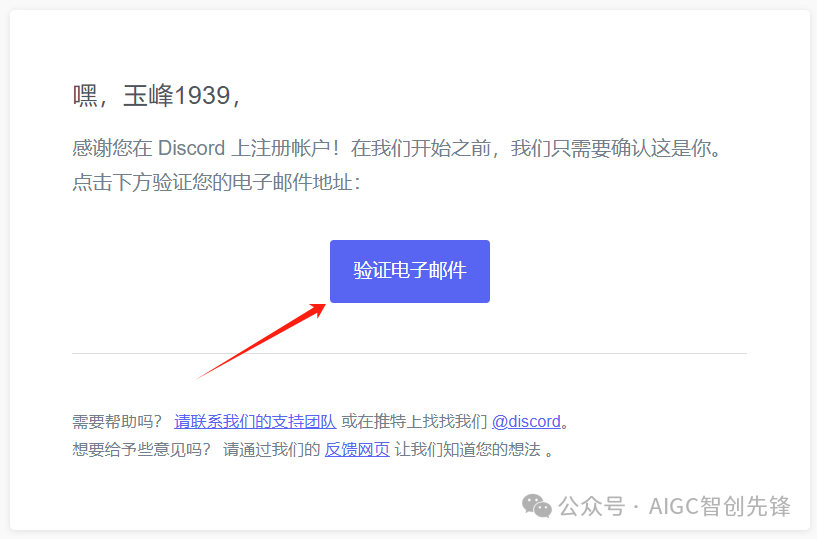 嘿，玉峰1939，
感谢您在 Discord 上注册帐户！在我们开始之前，我们只需要确认这是你。
点击下方验证您的电子邮件地址：
验证电子邮件
需要帮助吗？ 请联系我们的支持团队 或在推特上找找我们 @discord。
想要给予些意见吗？ 请通过我们的 反馈网页 让我们知道您的想法 。
公众号 · AIGC智创先锋